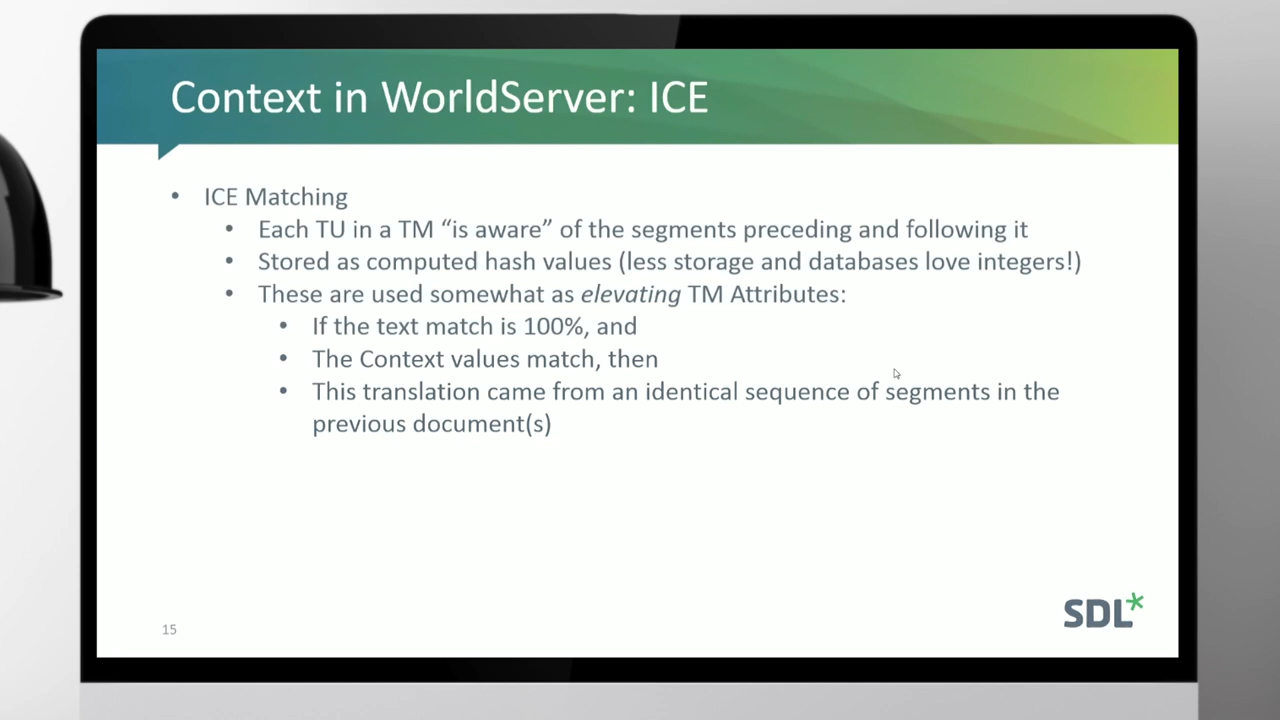 Context in WorldServer: ICE
• ICE Matching
• Each TU in a TM “is aware” of the segments preceding and following it
• Stored as computed hash values (less storage and databases love integers!)
• These are used somewhat as elevating TM Attributes:
• If the text match is 100%, and
• The Context values match, then
• This translation came from an identical sequence of segments in the
previous document(s)
SDL*
15